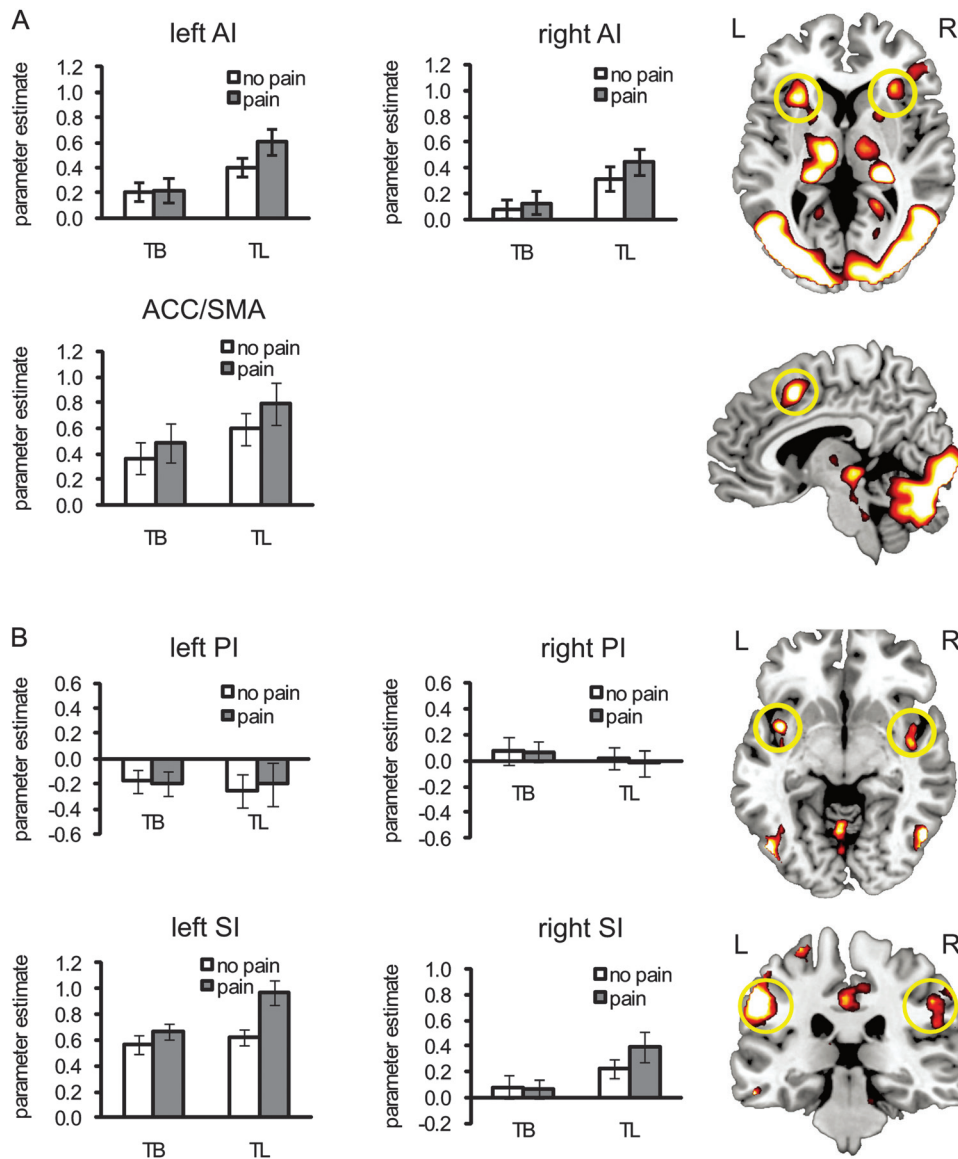 A
left AI
parameter estimate
1.2
1.0
0.8
0.6
0.4
0.2
0.0
no pain
pain
TB TL
right AI
parameter estimate
1.2
1.0
0.8
0.6
0.4
0.2
0.0
no pain
pain
TB TL
L R
ACC/SMA
parameter estimate
1.2
1.0
0.8
0.6
0.4
0.2
0.0
no pain
pain
TB TL
B
left PI
parameter estimate
0.6
0.4
0.2
0.0
-0.2
-0.4
-0.6
no pain
pain
TB TL
right PI
parameter estimate
0.6
0.4
0.2
0.0
-0.2
-0.4
-0.6
no pain
pain
TB TL
L R
left SI
parameter estimate
1.2
1.0
0.8
0.6
0.4
0.2
0.0
no pain
pain
TB TL
right SI
parameter estimate
1.0
0.8
0.6
0.4
0.2
0.0
-0.2
no pain
pain
TB TL
L R